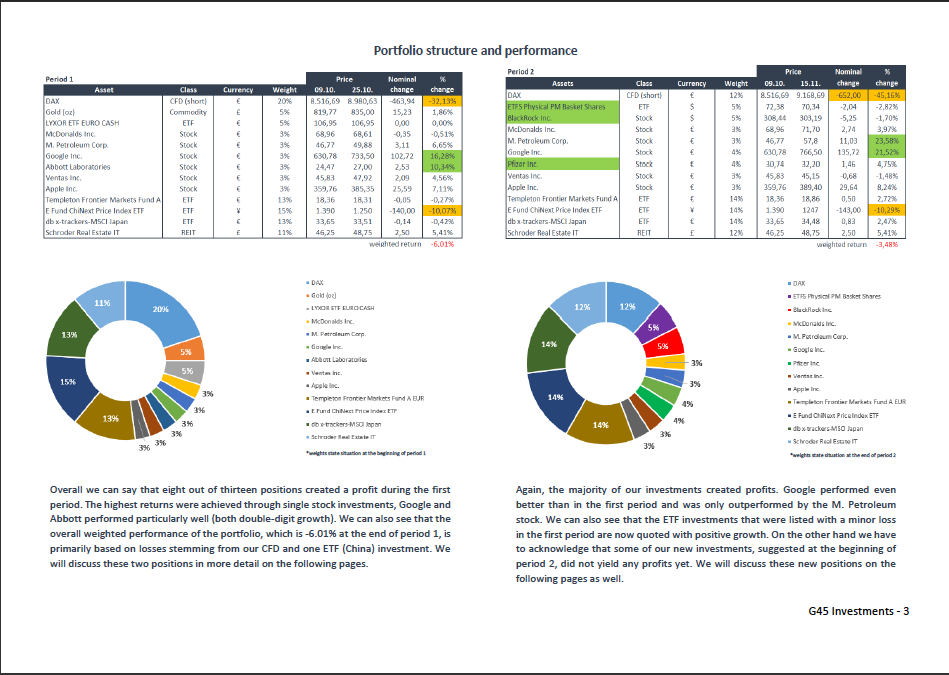 Portfolio structure and performance
Period 1
Price Nominal %
Asset Class Currency Weight 09.10. 25.10. change change
DAX CFD (short) € 20% 8.516,69 8.980,63 -463,94 -32,13%
Gold (oz) Commodity £ 5% 819,77 835,00 15,23 1,86%
LYXOR ETF EURO CASH ETF € 5% 106,95 106,95 0,00 0,00%
McDonalds Inc. Stock € 3% 68,96 68,61 -0,35 -0,51%
M. Petroleum Corp. Stock € 3% 46,77 49,88 3,11 6,65%
Google Inc. Stock € 3% 630,78 733,50 102,72 16,28%
Abbott Laboratories Stock € 3% 24,47 27,00 2,53 10,34%
Ventas Inc. Stock € 3% 45,83 47,92 2,09 4,56%
Apple Inc. Stock € 3% 359,76 385,35 25,59 7,11%
Templeton Frontier Markets Fund A ETF € 13% 18,36 18,31 -0,05 -0,27%
E Fund ChiNext Price Index ETF ETF ¥ 15% 1.390 1.250 -140,00 -10,07%
db x-trackers-MSCI Japan ETF € 13% 33,65 33,51 -0,14 -0,42%
Schroder Real Estate IT REIT £ 11% 46,25 48,75 2,50 5,41%
weighted return -6,01%
Period 2
Price Nominal %
Assets Class Currency Weight 09.10. 15.11. change change
DAX CFD (short) € 12% 8.516,69 9.168,69 -652,00 -45,16%
ETFS Physical PM Basket Shares ETF $ 5% 72,38 70,34 -2,04 -2,82%
BlackRock Inc. Stock $ 5% 308,44 303,19 -5,25 -1,70%
McDonalds Inc. Stock € 3% 68,96 71,70 2,74 3,97%
M. Petroleum Corp. Stock € 3% 46,77 57,8 11,03 23,58%
Google Inc. Stock € 4% 630,78 766,50 135,72 21,52%
Pfizer Inc. Stock € 4% 30,74 32,20 1,46 4,75%
Ventas Inc. Stock € 3% 45,83 45,15 -0,68 -1,48%
Apple Inc. Stock € 3% 359,76 389,40 29,64 8,24%
Templeton Frontier Markets Fund A ETF € 14% 18,36 18,86 0,50 2,72%
E Fund ChiNext Price Index ETF ETF ¥ 14% 1.390 1247 -143,00 -10,29%
db x-trackers-MSCI Japan ETF € 14% 33,65 34,48 0,83 2,47%
Schroder Real Estate IT REIT £ 12% 46,25 48,75 2,50 5,41%
weighted return -3,48%
20%
5%
5%
3%
3%
3%
3%
3%
3%
13%
15%
13%
11%
DAX
Gold (oz)
LYXOR ETF EURO CASH
McDonalds Inc.
M. Petroleum Corp.
Google Inc.
Abbott Laboratories
Ventas Inc.
Apple Inc.
Templeton Frontier Markets Fund A EUR
E Fund ChiNext Price Index ETF
db x-trackers-MSCI Japan
Schroder Real Estate IT
*weights state situation at the beginning of period 1
12%
5%
5%
3%
3%
4%
4%
3%
3%
14%
14%
14%
12%
DAX
ETFS Physical PM Basket Shares
BlackRock Inc.
McDonalds Inc.
M. Petroleum Corp.
Google Inc.
Pfizer Inc.
Ventas Inc.
Apple Inc.
Templeton Frontier Markets Fund A EUR
E Fund ChiNext Price Index ETF
db x-trackers-MSCI Japan
Schroder Real Estate IT
*weights state situation at the end of period 2
Overall we can say that eight out of thirteen positions created a profit during the first
period. The highest returns were achieved through single stock investments, Google and
Abbott performed particularly well (both double-digit growth). We can also see that the
overall weighted performance of the portfolio, which is -6.01% at the end of period 1, is
primarily based on losses stemming from our CFD and one ETF (China) investment. We
will discuss these two positions in more detail on the following pages.
Again, the majority of our investments created profits. Google performed even
better than in the first period and was only outperformed by the M. Petroleum
stock. We can also see that the ETF investments that were listed with a minor loss
in the first period are now quoted with positive growth. On the other hand we have
to acknowledge that some of our new investments, suggested at the beginning of
period 2, did not yield any profits yet. We will discuss these new positions on the
following pages as well.
G45 Investments - 3